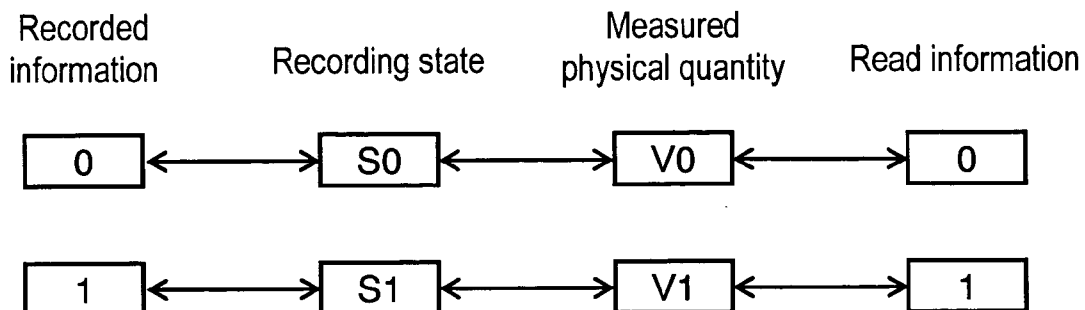 Recorded
information
Recording state
Measured
physical quantity
Read information
0
S0
V0
0
1
S1
V1
1